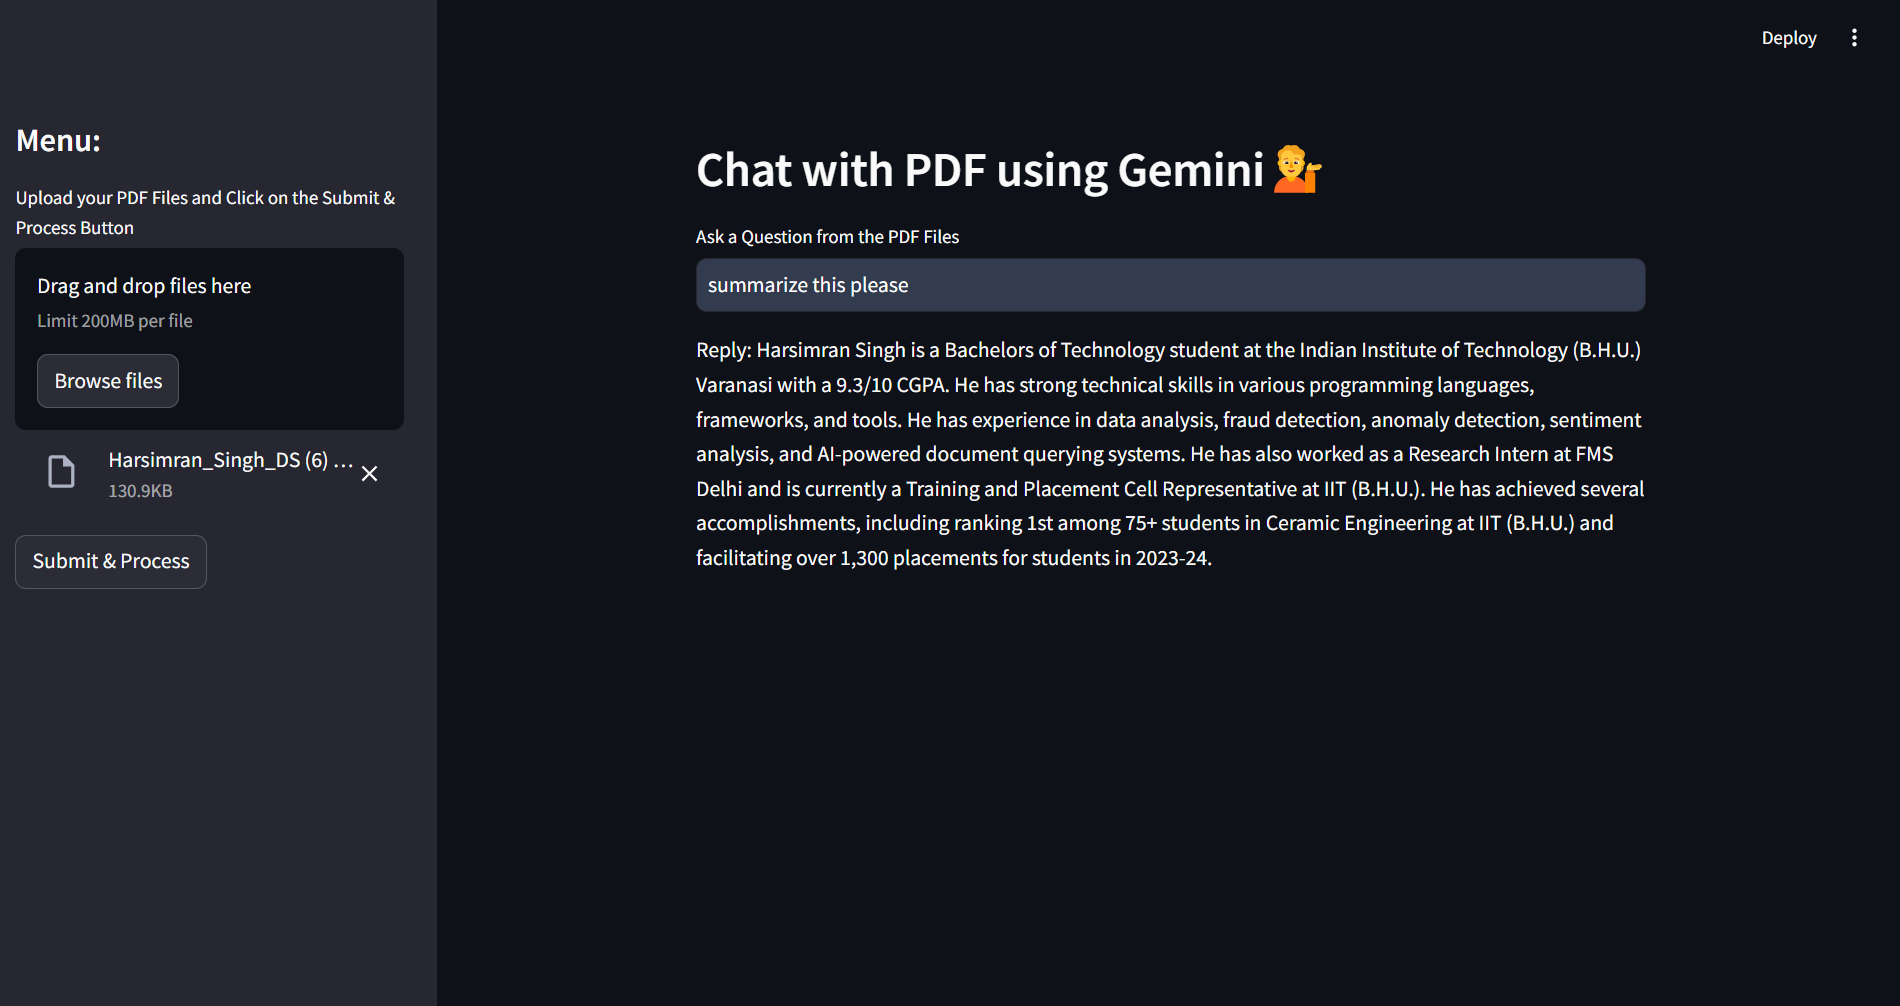 Deploy
Menu:
Upload your PDF Files and Click on the Submit &
Process Button
Drag and drop files here
Limit 200MB per file
Browse files
Harsimran_Singh_DS (6) ...
130.9KB
Submit & Process
Chat with PDF using Gemini
Ask a Question from the PDF Files
summarize this please
Reply: Harsimran Singh is a Bachelors of Technology student at the Indian Institute of Technology (B.H.U.)
Varanasi with a 9.3/10 CGPA. He has strong technical skills in various programming languages,
frameworks, and tools. He has experience in data analysis, fraud detection, anomaly detection, sentiment
analysis, and AI-powered document querying systems. He has also worked as a Research Intern at FMS
Delhi and is currently a Training and Placement Cell Representative at IIT (B.H.U.). He has achieved several
accomplishments, including ranking 1st among 75+ students in Ceramic Engineering at IIT (B.H.U.) and
facilitating over 1,300 placements for students in 2023-24.